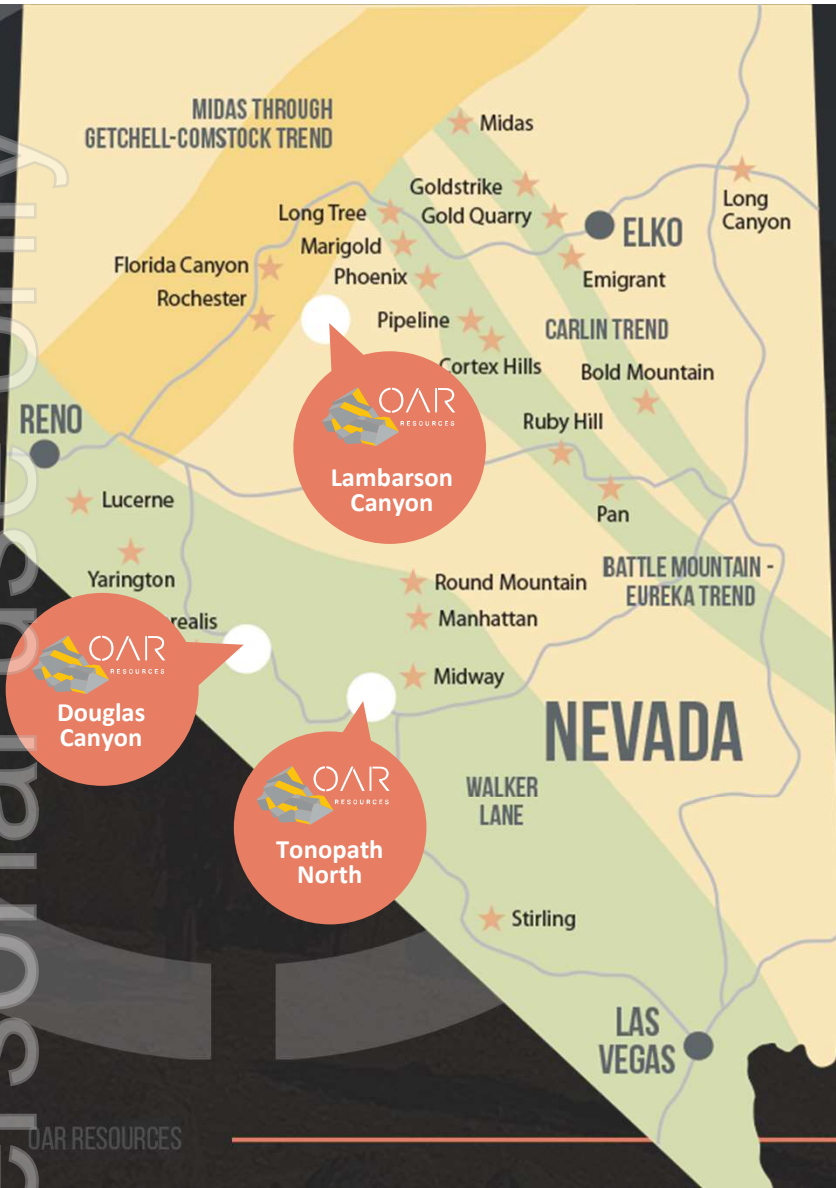 MIDAS THROUGH
GETCHELL-COMSTOCK TREND
Midas
Goldstrike
Gold Quarry
Long
Canyon
ELKO
Long Tree
Marigold
Phoenix
Florida Canyon
Rochester
Emigrant
Pipeline
CARLIN TREND
Cortex Hills
Bold Mountain
OAR
RESOURCES
Lambarson
Canyon
Ruby Hill
RENO
Lucerne
Pan
Yarington
BATTLE MOUNTAIN -
EUREKA TREND
Round Mountain
Manhattan
realis
OAR
RESOURCES
Douglas
Canyon
Midway
NEVADA
OAR
RESOURCES
Tonopath
North
WALKER
LANE
Stirling
LAS
VEGAS
OAR RESOURCES